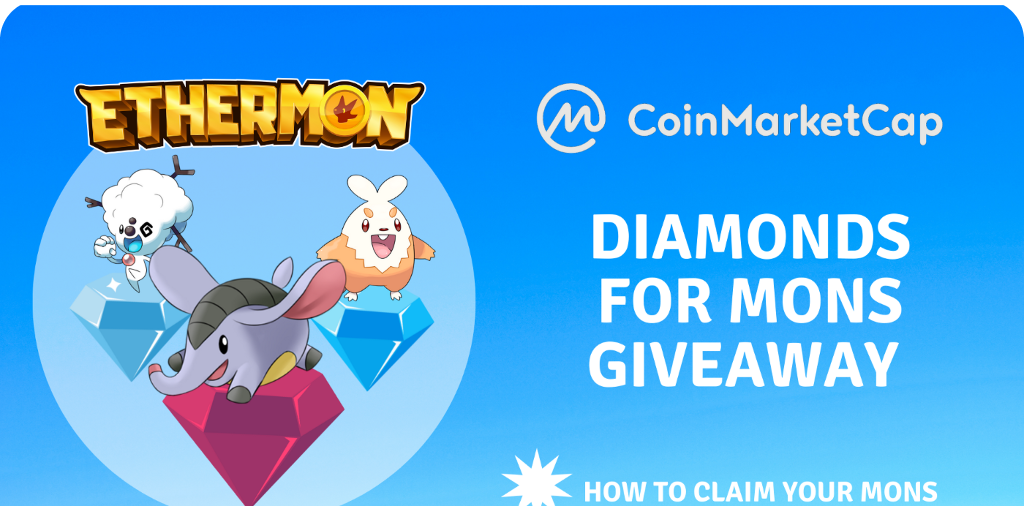 ETHERMON
CoinMarketCap
DIAMONDS
FOR MONS
GIVEAWAY
HOW TO CLAIM YOUR MONS